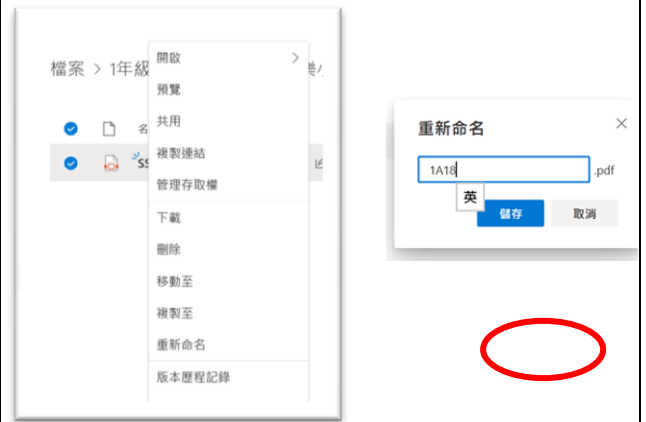 檔案 > 1年級
開啟
預覽
共用
複製連結
管理存取權
下載
刪除
移動至
複製至
重新命名
版本歷程記錄
重新命名
1A18
.pdf
英
儲存
取消